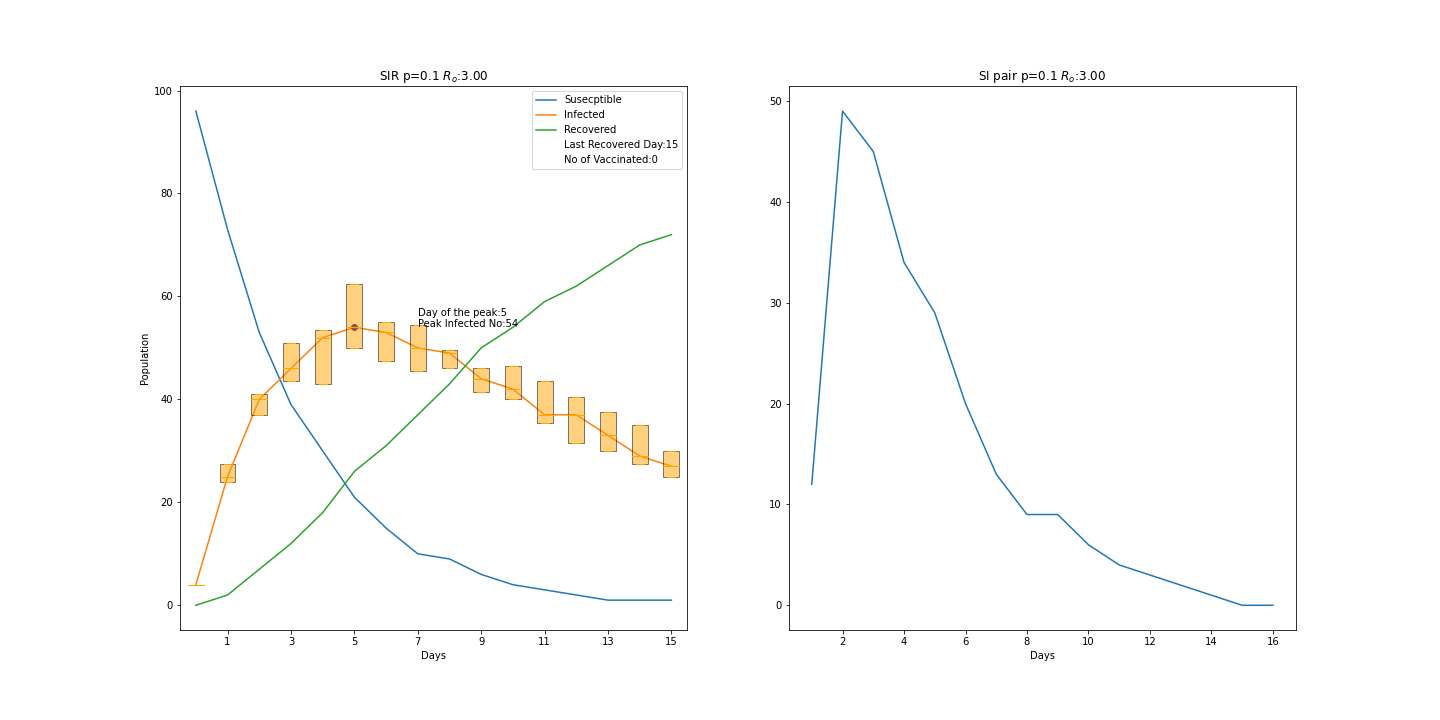 SIR p=0.1 Ro:3.00
Susecptible
Infected
Recovered
Last Recovered Day:15
No of Vaccinated:0
Day of the peak:5
Peak Infected No:54
Population
100
80
60
40
20
0
1 3 5 7 9 11 13 15
Days
SI pair p=0.1 Ro:3.00
50
40
30
20
10
0
2 4 6 8 10 12 14 16
Days